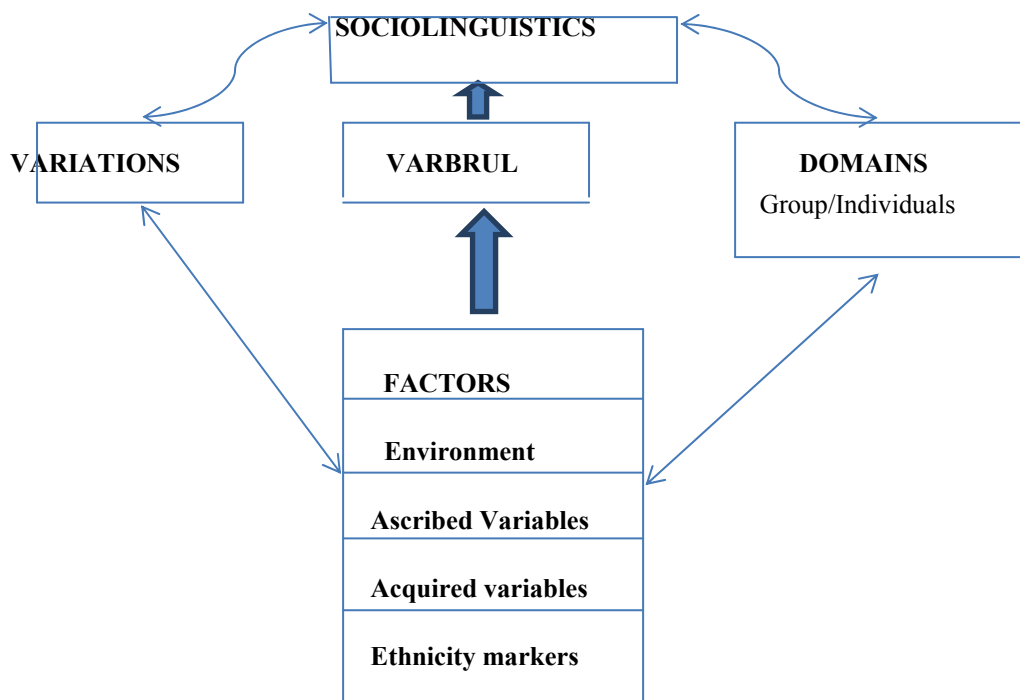 SOCIOLINGUISTICS
VARIATIONS
VARBRUL
DOMAINS
Group/Individuals
FACTORS
Environment
Ascribed Variables
Acquired variables
Ethnicity markers